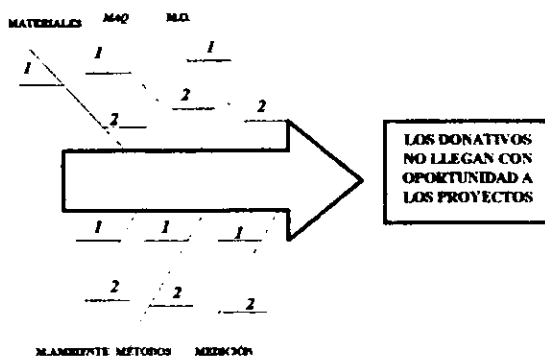 MATERIALES MAQ M.O.
1 1 1
2 2 2
LOS DONATIVOS
NO LLEGAN CON
OPORTUNIDAD A
LOS PROYECTOS
1 1 1
2 2 2
M.AMBIENTE MÉTODOS MEDICIÓN